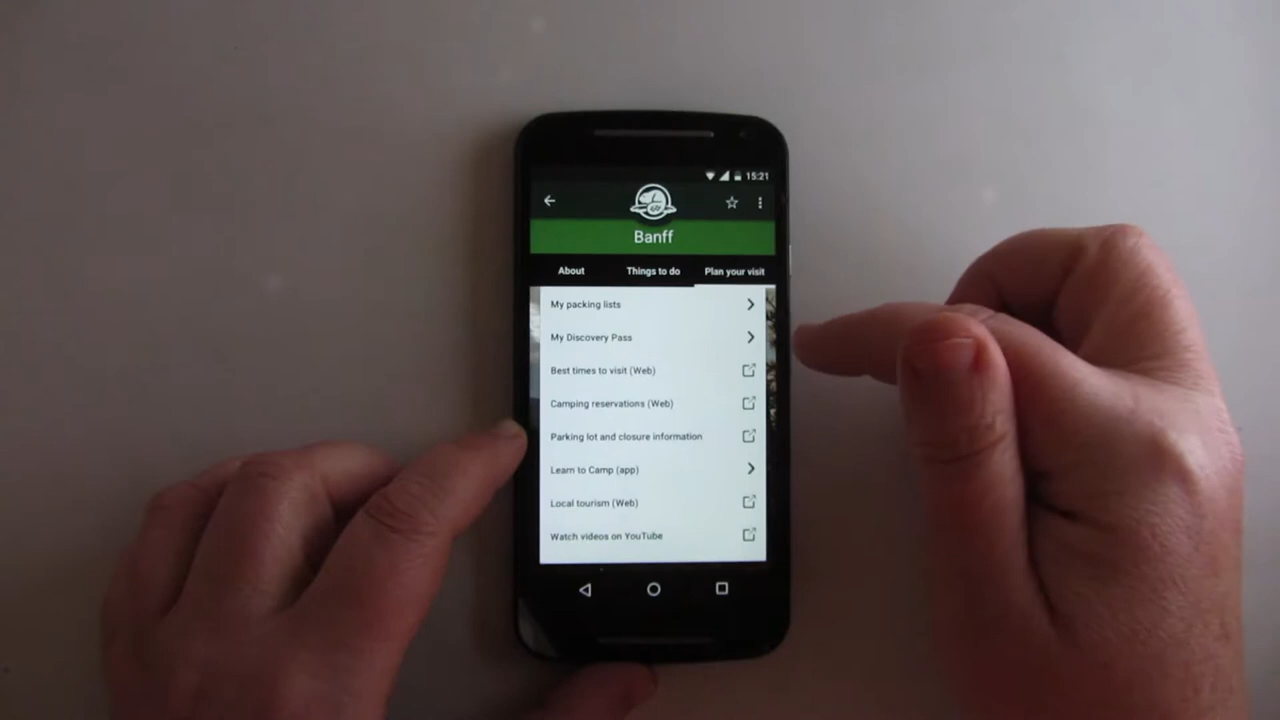 15:21
Banff
About Things to do Plan your visit
My packing lists
My Discovery Pass
Best times to visit (Web)
Camping reservations (Web)
Parking lot and closure information
Learn to Camp (app)
Local tourism (Web)
Watch videos on YouTube